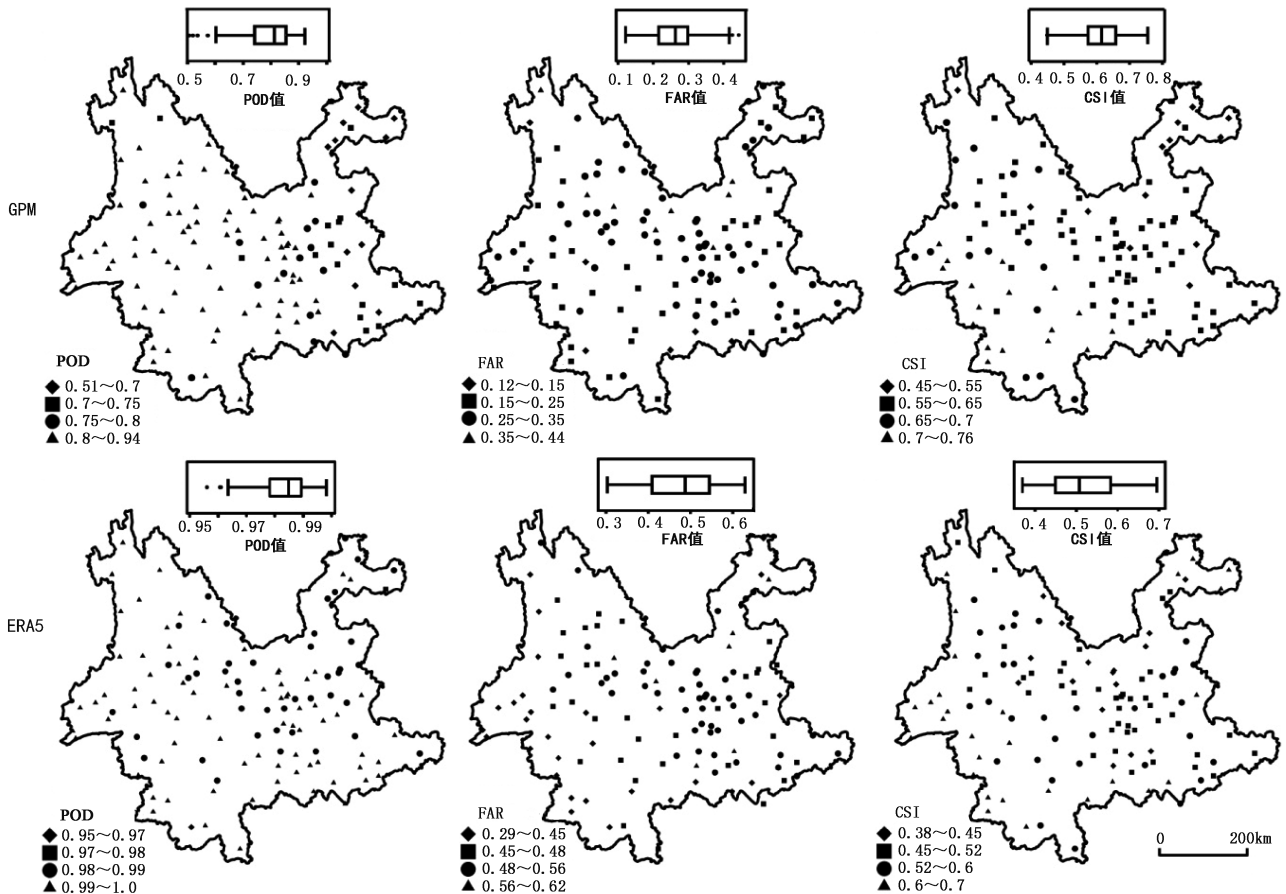 0.5 0.7 0.9
POD值
0.1 0.2 0.3 0.4
FAR值
0.4 0.5 0.6 0.7 0.8
CSI值
GPM
POD
0.51～0.7
0.7～0.75
0.75～0.8
0.8～0.94
FAR
0.12～0.15
0.15～0.25
0.25～0.35
0.35～0.44
CSI
0.45～0.55
0.55～0.65
0.65～0.7
0.7～0.76
0.95 0.97 0.99
POD值
0.3 0.4 0.5 0.6
FAR值
0.4 0.5 0.6 0.7
CSI值
ERA5
POD
0.95～0.97
0.97～0.98
0.98～0.99
0.99～1.0
FAR
0.29～0.45
0.45～0.48
0.48～0.56
0.56～0.62
CSI
0.38～0.45
0.45～0.52
0.52～0.6
0.6～0.7
0 200km